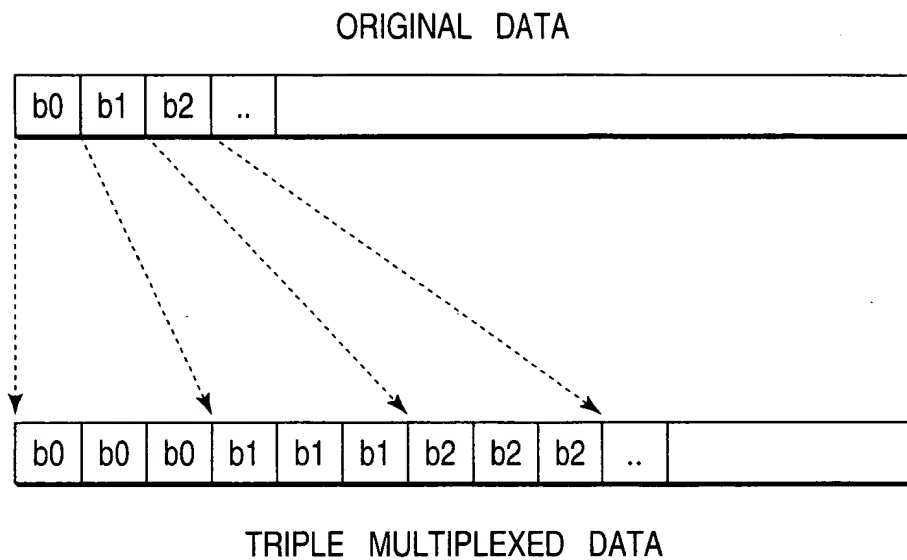 ORIGINAL DATA
b0 b1 b2 ..
b0 b0 b0 b1 b1 b1 b2 b2 b2 ..
TRIPLE MULTIPLEXED DATA